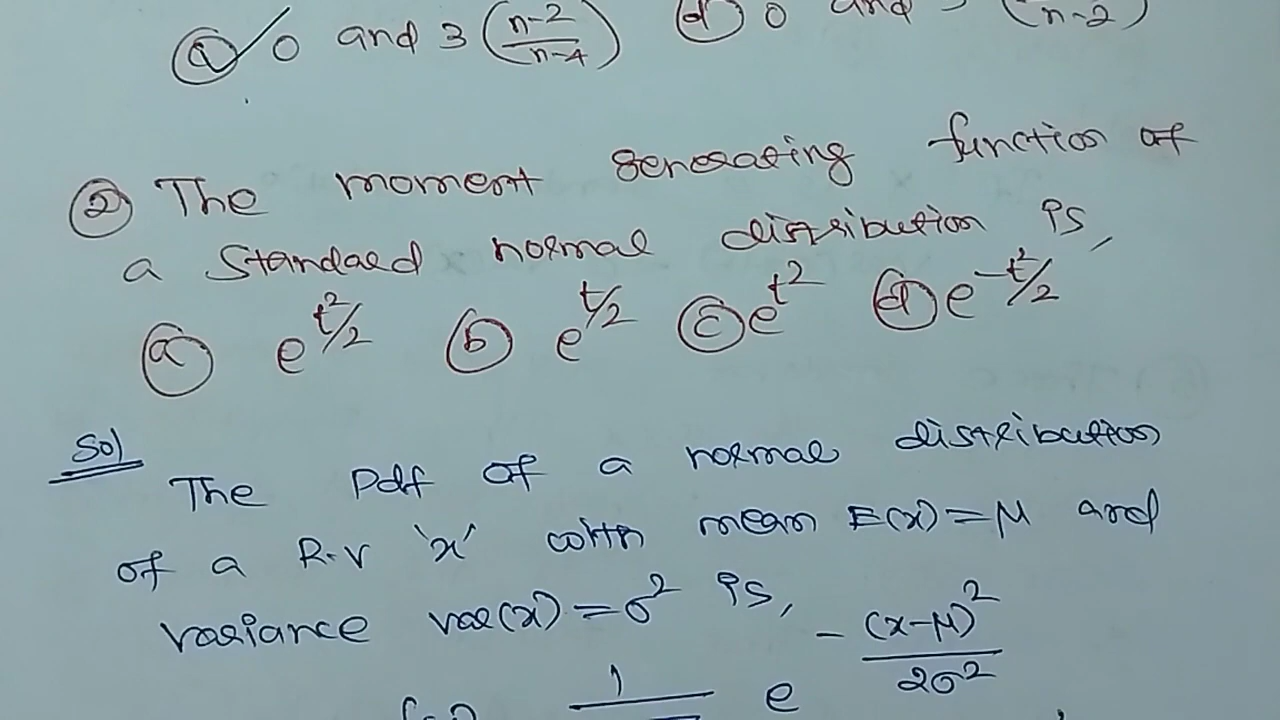 (a) ✓ 0 and 3 (n-2/n-4) (d) 0 and (n-2)
(2) The moment generating function of
a standard normal distribution is,
(a) e^{t²/2} (b) e^{t/2} (c) e^{t²} (d) e^{-t²/2}
Sol
The Pdf of a normal distribution
of a R.V 'x' with mean E(x)=μ and
variance var(x)=σ² is,
1 e^{-(x-μ)²/2σ²}